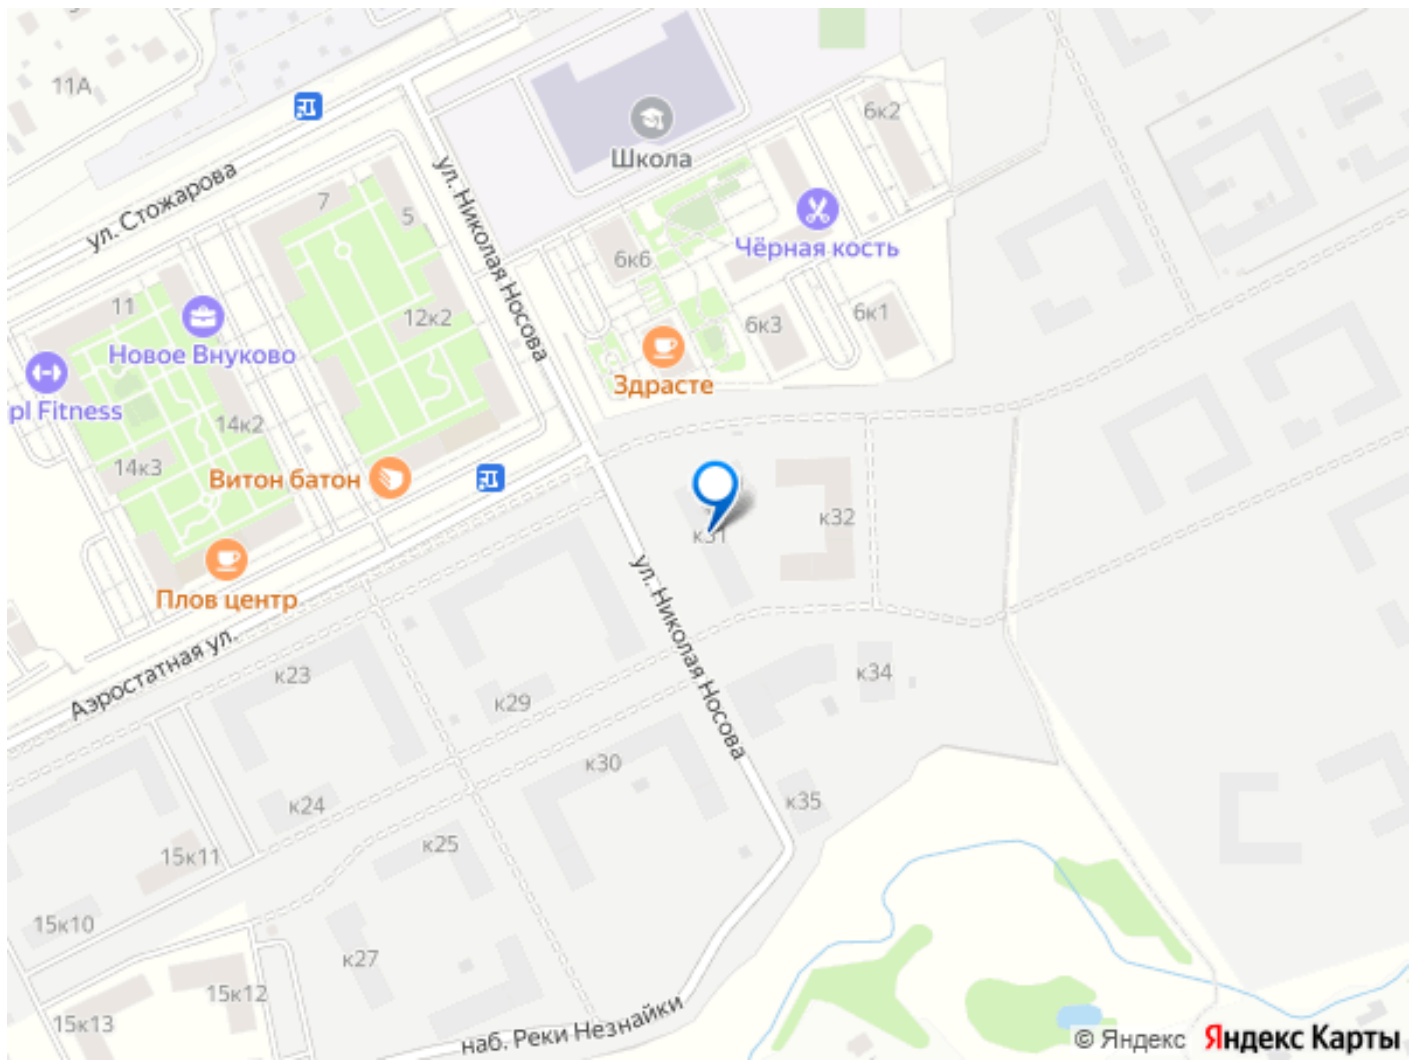 11А
6к2
Школа
ул. Стожарова
ул. Николая Носова
7
5
Чёрная кость
6к6
11
12к2
6к3
6к1
Новое Внуково
Здрасте
pl Fitness
14к2
14к3
Витон батон
к32
к31
Плов центр
ул. Николая Носова
Аэростатная ул.
к23
к34
к29
к30
к24
к35
к25
15к11
15к10
к27
15к12
15к13
наб. Реки Незнайки
© Яндекс Яндекс Карты